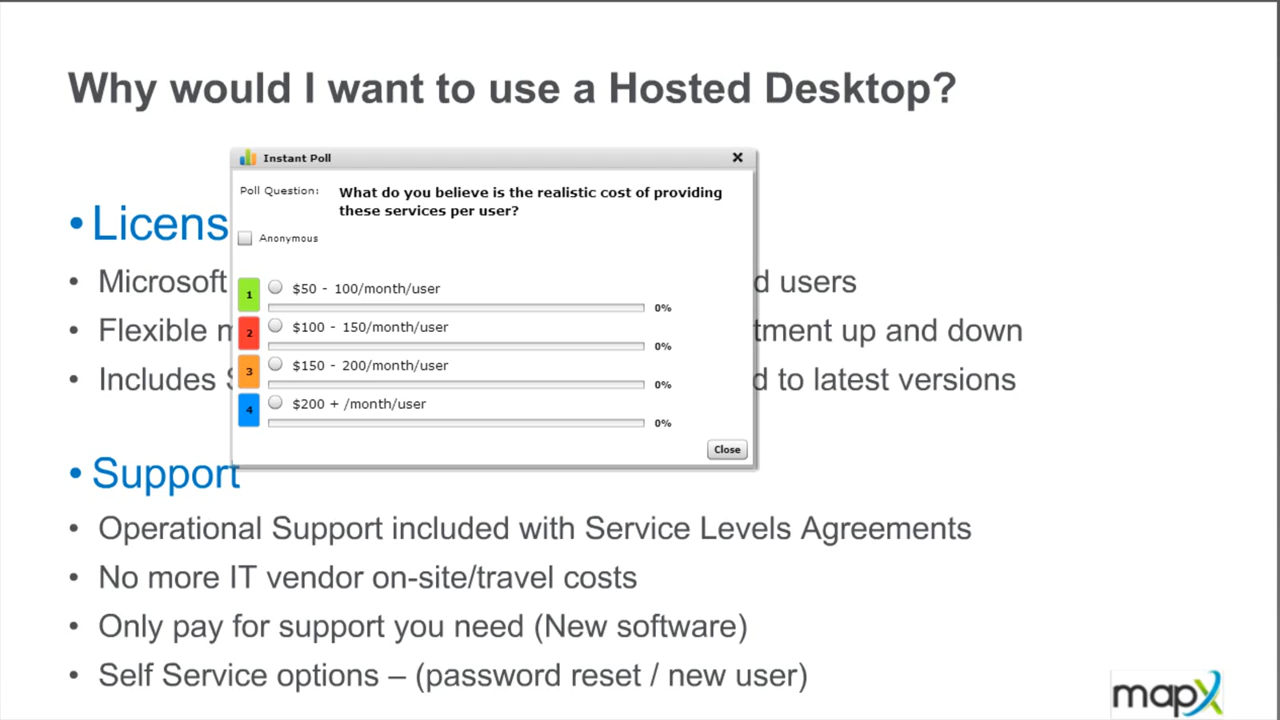 Why would I want to use a Hosted Desktop?
Instant Poll
Poll Question: What do you believe is the realistic cost of providing
these services per user?
Anonymous
1 $50 - 100/month/user
0%
2 $100 - 150/month/user
0%
3 $150 - 200/month/user
0%
4 $200 + /month/user
0%
Close
• Licens
• Microsoft d users
• Flexible tment up and down
• Includes d to latest versions
• Support
• Operational Support included with Service Levels Agreements
• No more IT vendor on-site/travel costs
• Only pay for support you need (New software)
• Self Service options – (password reset / new user)
mapX